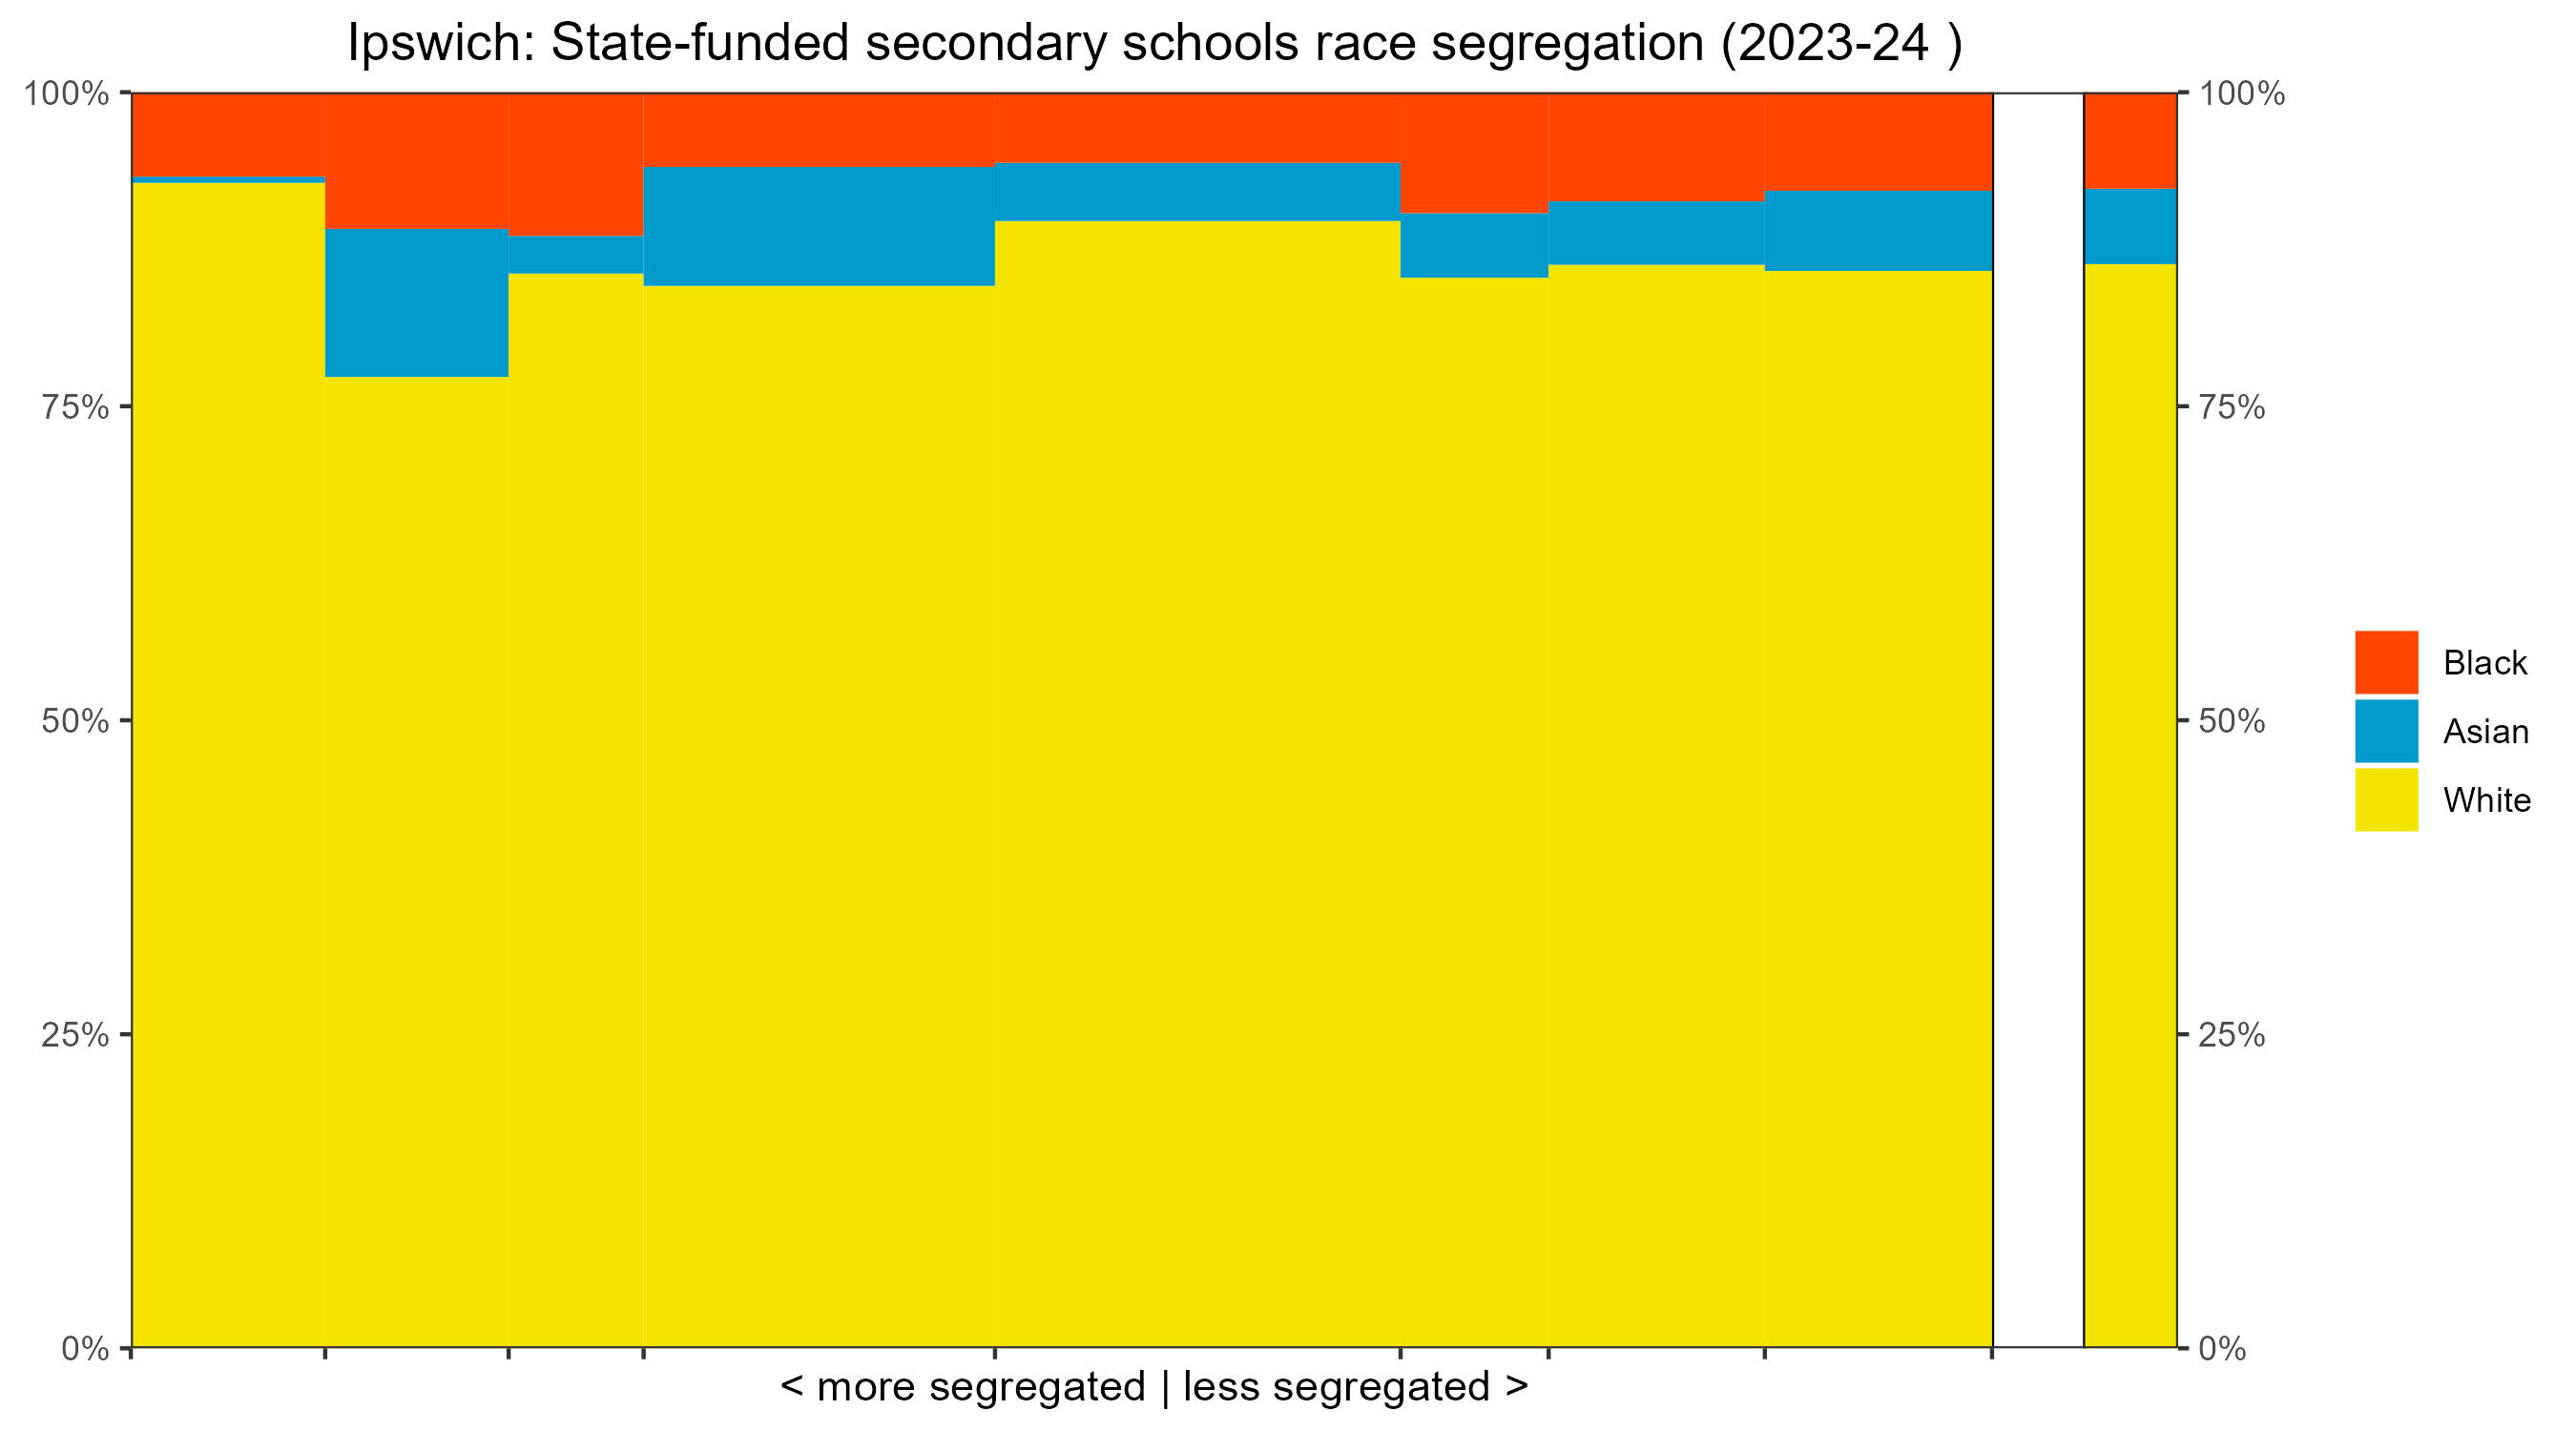 Ipswich: State-funded secondary schools race segregation (2023-24 )
100%
100%
75%
75%
50%
50%
25%
25%
0%
0%
Black
Asian
White
< more segregated | less segregated >